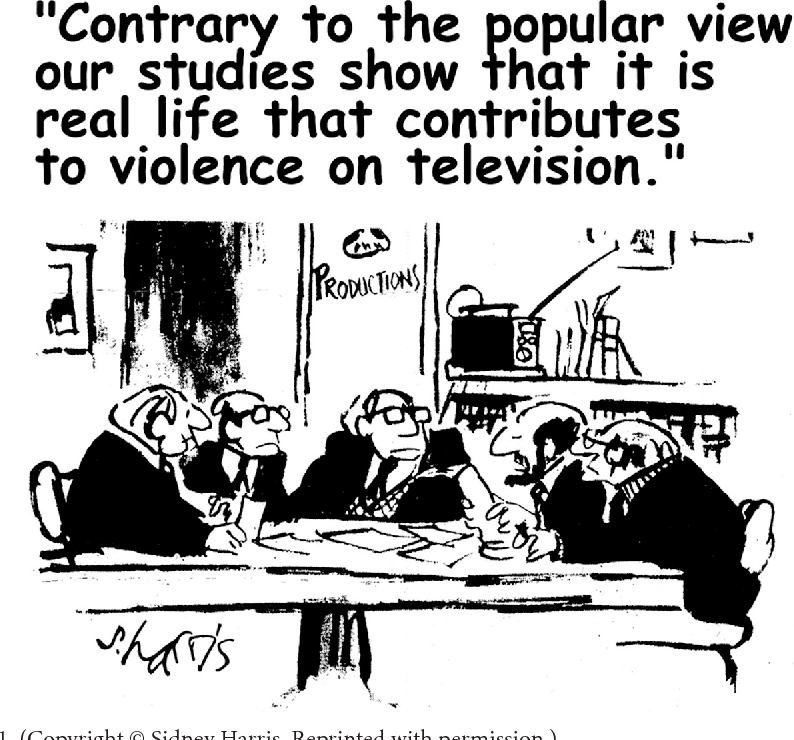 "Contrary to the popular view
our studies show that it is
real life that contributes
to violence on television."
PRODUCTIONS
S.harris
1. (Copyright © Sidney Harris. Reprinted with permission.)